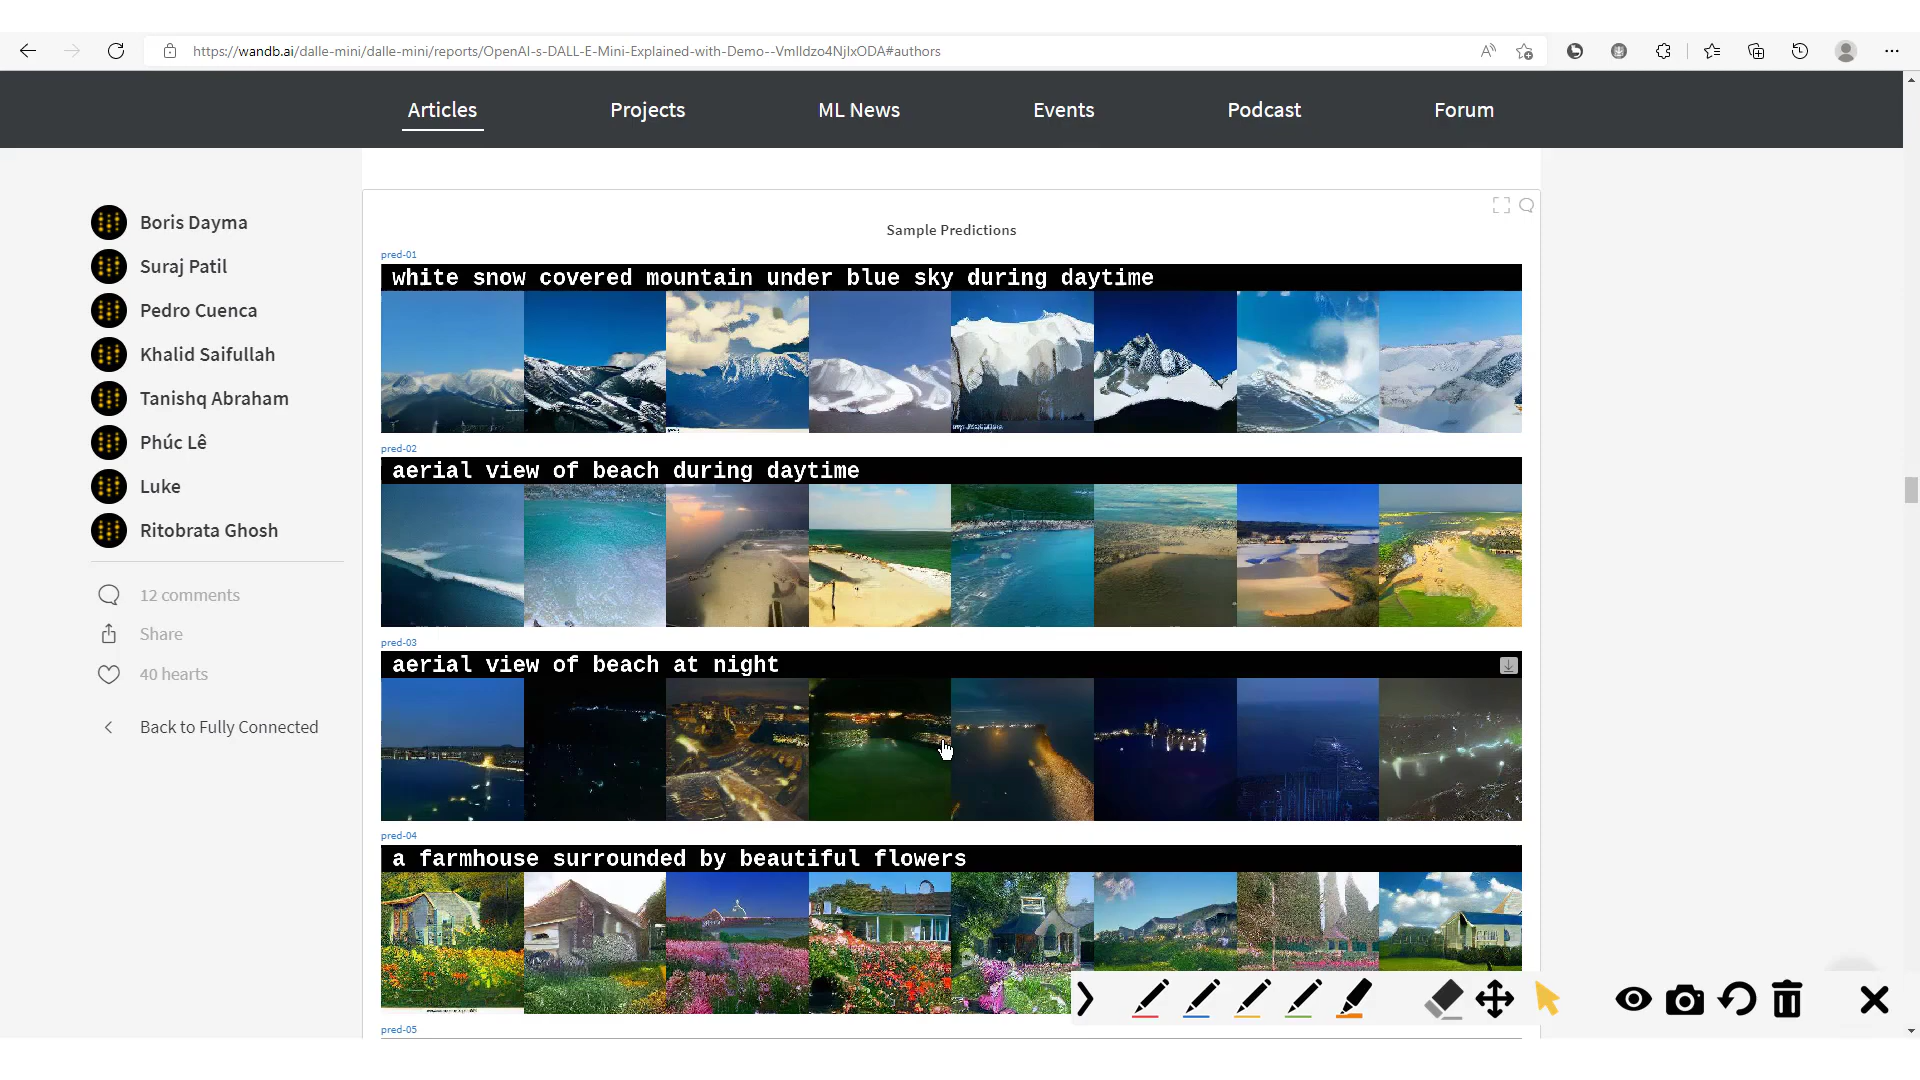 https://wandb.ai/dalle-mini/dalle-mini/reports/OpenAI-s-DALL-E-Mini-Explained-with-Demo--Vmlldzo4NjIxODA#authors
Articles Projects ML News Events Podcast Forum
Boris Dayma
Suraj Patil
Pedro Cuenca
Khalid Saifullah
Tanishq Abraham
Phúc Lê
Luke
Ritobrata Ghosh
12 comments
Share
40 hearts
Back to Fully Connected
Sample Predictions
pred-01
white snow covered mountain under blue sky during daytime
pred-02
aerial view of beach during daytime
pred-03
aerial view of beach at night
pred-04
a farmhouse surrounded by beautiful flowers
pred-05